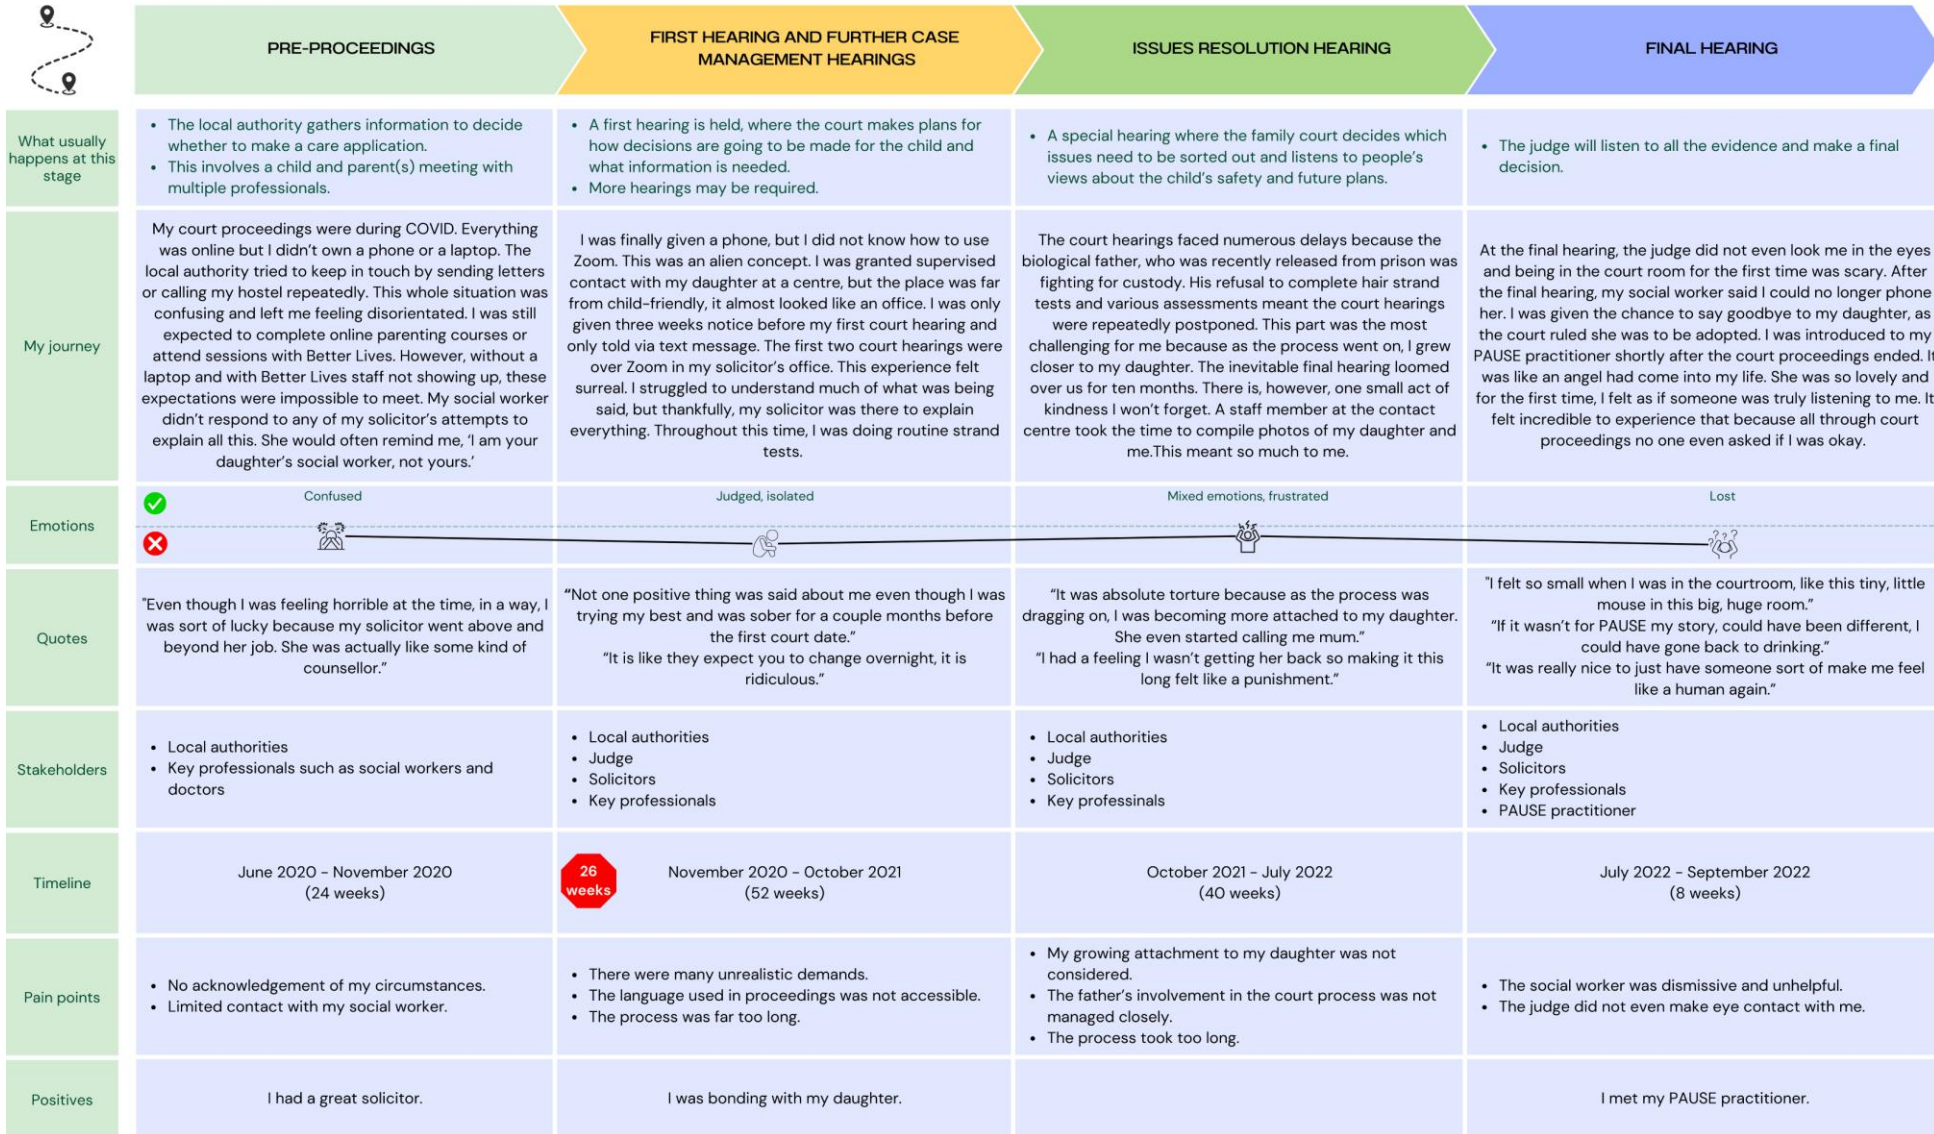 PRE-PROCEEDINGS
FIRST HEARING AND FURTHER CASE
MANAGEMENT HEARINGS
ISSUES RESOLUTION HEARING
FINAL HEARING
What usually
happens at this
stage
• The local authority gathers information to decide
whether to make a care application.
• This involves a child and parent(s) meeting with
multiple professionals.
• A first hearing is held, where the court makes plans for
how decisions are going to be made for the child and
what information is needed.
• More hearings may be required.
• A special hearing where the family court decides which
issues need to be sorted out and listens to people's
views about the child's safety and future plans.
• The judge will listen to all the evidence and make a final
decision.
My journey
My court proceedings were during COVID. Everything
was online but I didn't own a phone or a laptop. The
local authority tried to keep in touch by sending letters
or calling my hostel repeatedly. This whole situation was
confusing and left me feeling disorientated. I was still
expected to complete online parenting courses or
attend sessions with Better Lives. However, without a
laptop and with Better Lives staff not showing up, these
expectations were impossible to meet. My social worker
didn't respond to any of my solicitor's attempts to
explain all this. She would often remind me, 'I am your
daughter's social worker, not yours.'
I was finally given a phone, but I did not know how to use
Zoom. This was an alien concept. I was granted supervised
contact with my daughter at a centre, but the place was far
from child-friendly, it almost looked like an office. I was only
given three weeks notice before my first court hearing and
only told via text message. The first two court hearings were
over Zoom in my solicitor's office. This experience felt
surreal. I struggled to understand much of what was being
said, but thankfully, my solicitor was there to explain
everything. Throughout this time, I was doing routine strand
tests.
The court hearings faced numerous delays because the
biological father, who was recently released from prison was
fighting for custody. His refusal to complete hair strand
tests and various assessments meant the court hearings
were repeatedly postponed. This part was the most
challenging for me because as the process went on, I grew
closer to my daughter. The inevitable final hearing loomed
over us for ten months. There is, however, one small act of
kindness I won't forget. A staff member at the contact
centre took the time to compile photos of my daughter and
me.This meant so much to me.
At the final hearing, the judge did not even look me in the eyes
and being in the court room for the first time was scary. After
the final hearing, my social worker said I could no longer phone
her. I was given the chance to say goodbye to my daughter, as
the court ruled she was to be adopted. I was introduced to my
PAUSE practitioner shortly after the court proceedings ended. It
was like an angel had come into my life. She was so lovely and
for the first time, I felt as if someone was truly listening to me. It
felt incredible to experience that because all through court
proceedings no one even asked if I was okay.
Emotions
Confused
Judged, isolated
Mixed emotions, frustrated
Lost
Quotes
"Even though I was feeling horrible at the time, in a way, I
was sort of lucky because my solicitor went above and
beyond her job. She was actually like some kind of
counsellor."
"Not one positive thing was said about me even though I was
trying my best and was sober for a couple months before
the first court date."
"It is like they expect you to change overnight, it is
ridiculous."
"It was absolute torture because as the process was
dragging on, I was becoming more attached to my daughter.
She even started calling me mum."
"I had a feeling I wasn't getting her back so making it this
long felt like a punishment."
"I felt so small when I was in the courtroom, like this tiny, little
mouse in this big, huge room."
"If it wasn't for PAUSE my story, could have been different, I
could have gone back to drinking."
"It was really nice to just have someone sort of make me feel
like a human again."
Stakeholders
• Local authorities
• Key professionals such as social workers and
doctors
• Local authorities
• Judge
• Solicitors
• Key professionals
• Local authorities
• Judge
• Solicitors
• Key professinals
• Local authorities
• Judge
• Solicitors
• Key professionals
• PAUSE practitioner
Timeline
June 2020 - November 2020
(24 weeks)
26
weeks
November 2020 - October 2021
(52 weeks)
October 2021 - July 2022
(40 weeks)
July 2022 - September 2022
(8 weeks)
Pain points
• No acknowledgement of my circumstances.
• Limited contact with my social worker.
• There were many unrealistic demands.
• The language used in proceedings was not accessible.
• The process was far too long.
• My growing attachment to my daughter was not
considered.
• The father's involvement in the court process was not
managed closely.
• The process took too long.
• The social worker was dismissive and unhelpful.
• The judge did not even make eye contact with me.
Positives
I had a great solicitor.
I was bonding with my daughter.
I met my PAUSE practitioner.